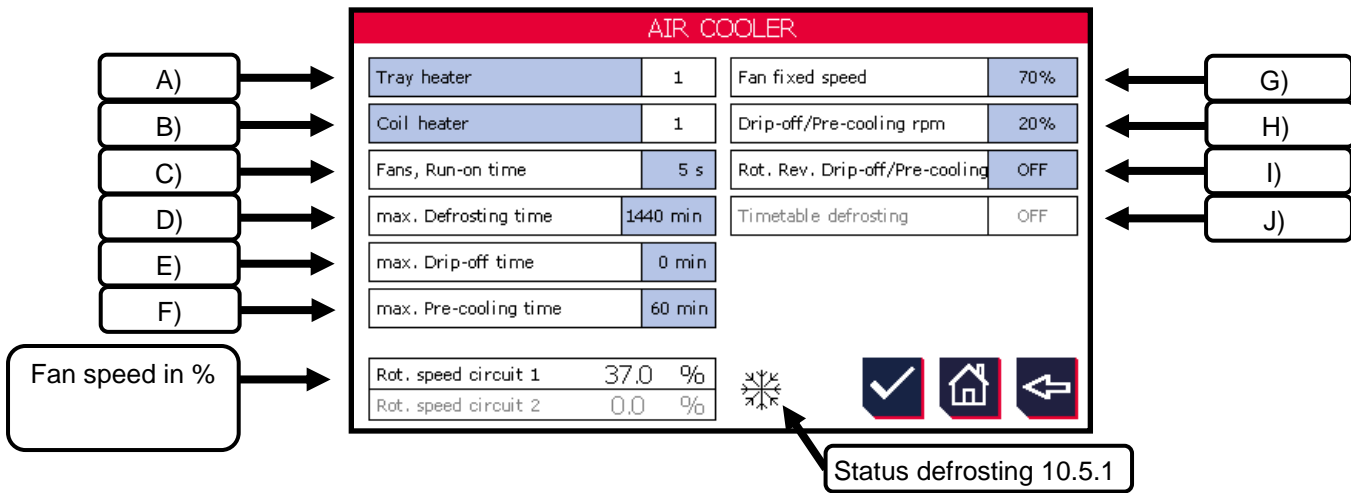 AIR COOLER
A)
Tray heater 1
Fan fixed speed 70%
G)
B)
Coil heater 1
Drip-off/Pre-cooling rpm 20%
H)
C)
Fans, Run-on time 5 s
Rot. Rev. Drip-off/Pre-cooling OFF
I)
D)
max. Defrosting time 1440 min
Timetable defrosting OFF
J)
E)
max. Drip-off time 0 min
F)
max. Pre-cooling time 60 min
Fan speed in %
Rot. speed circuit 1 37.0 %
Rot. speed circuit 2 0.0 %
Status defrosting 10.5.1